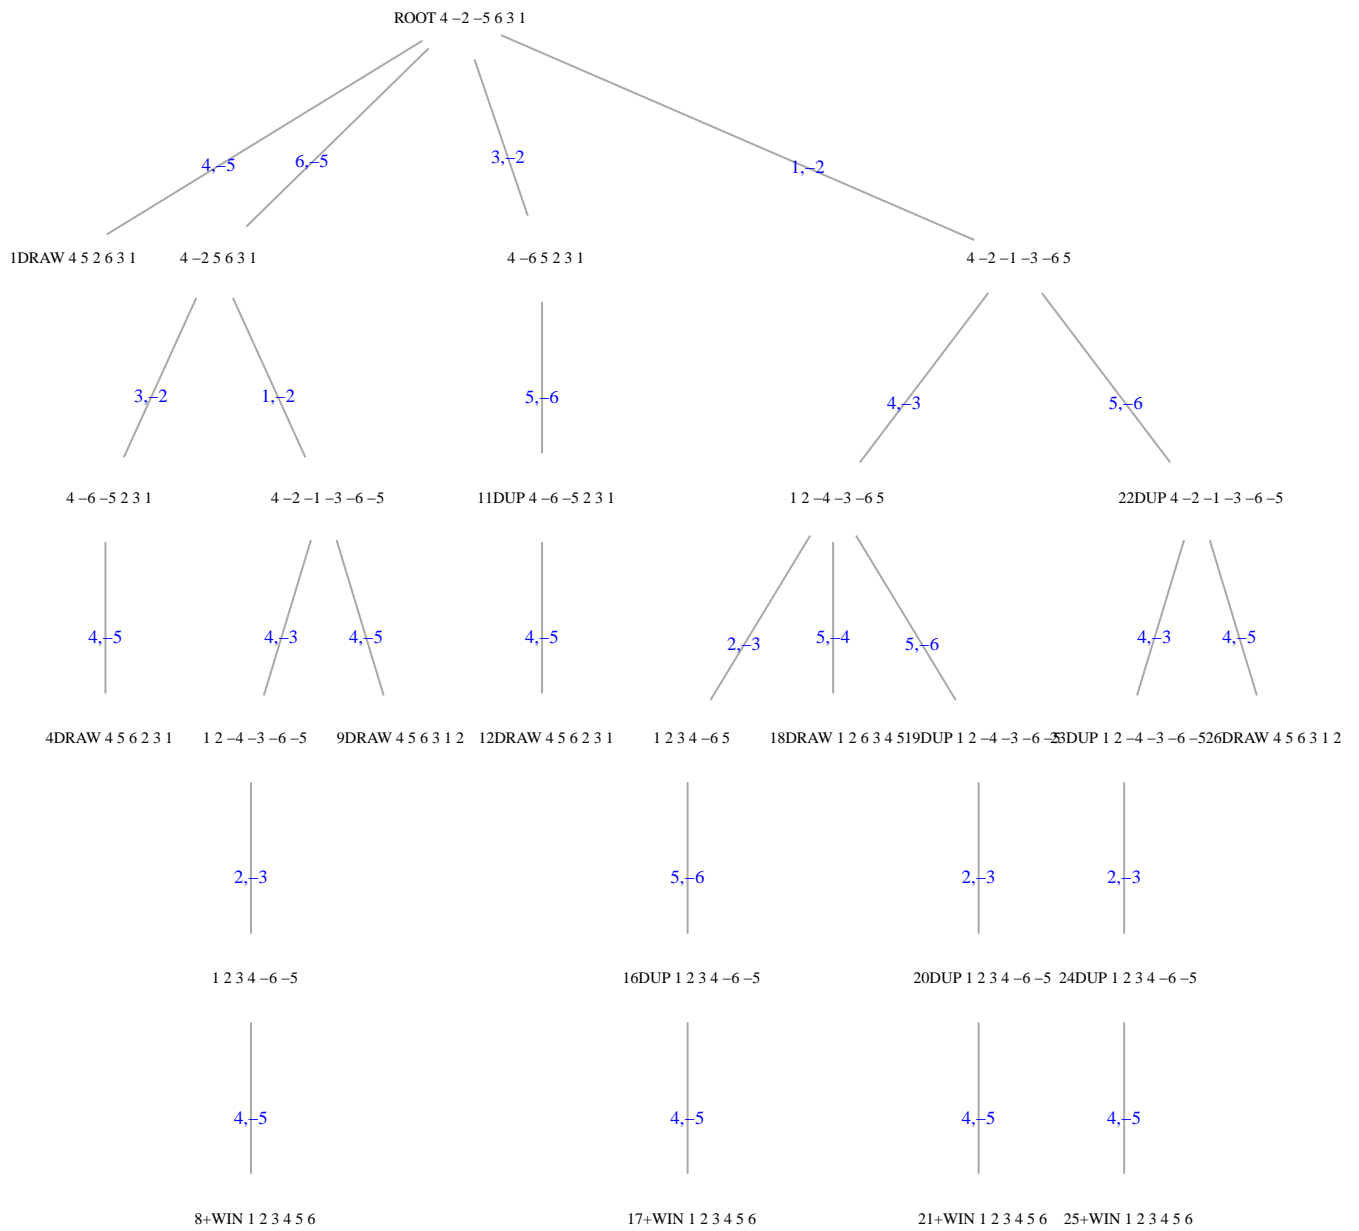 ROOT 4 −2 −5 6 3 1
4,−5 6,−5 3,−2 1,−2
1DRAW 4 5 2 6 3 1 4 −2 5 6 3 1 4 −6 5 2 3 1 4 −2 −1 −3 −6 5
3,−2 1,−2 5,−6 4,−3 5,−6
4 −6 −5 2 3 1 4 −2 −1 −3 −6 −5 11DUP 4 −6 −5 2 3 1 1 2 −4 −3 −6 5 22DUP 4 −2 −1 −3 −6 −5
4,−5 4,−3 4,−5 4,−5 2,−3 5,−4 5,−6 4,−3 4,−5
4DRAW 4 5 6 2 3 1 1 2 −4 −3 −6 −5 9DRAW 4 5 6 3 1 2 12DRAW 4 5 6 2 3 1 1 2 3 4 −6 5 18DRAW 1 2 6 3 4 5 19DUP 1 2 −4 −3 −6 −5 23DUP 1 2 −4 −3 −6 −5 26DRAW 4 5 6 3 1 2
2,−3 5,−6 2,−3 2,−3
1 2 3 4 −6 −5 16DUP 1 2 3 4 −6 −5 20DUP 1 2 3 4 −6 −5 24DUP 1 2 3 4 −6 −5
4,−5 4,−5 4,−5 4,−5
8+WIN 1 2 3 4 5 6 17+WIN 1 2 3 4 5 6 21+WIN 1 2 3 4 5 6 25+WIN 1 2 3 4 5 6